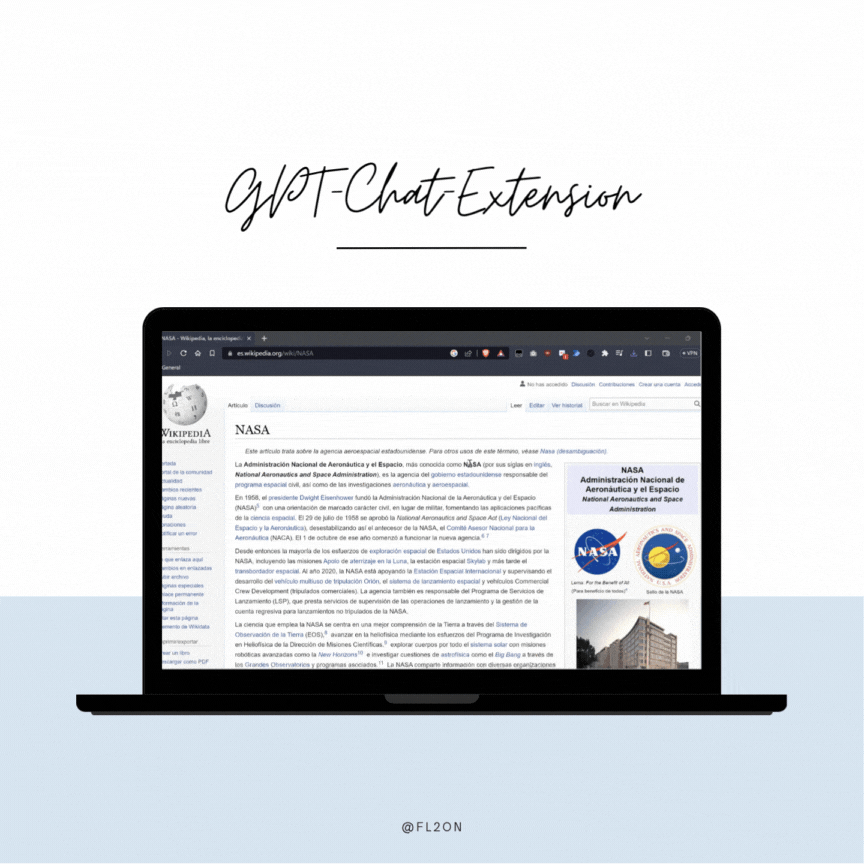 GPT-Chat-Extension
NASA - Wikipedia, la enciclopedi
es.wikipedia.org/wiki/NASA
VPN
General
No has accedido Discusión Contribuciones Crear una cuenta Acced
Artículo Discusión
Leer Editar Ver historial
Buscar en Wikipedia
WIKIPEDIA
NASA
Este artículo trata sobre la agencia aeroespacial estadounidense. Para otros usos de este término, véase Nasa (desambiguación).
La Administración Nacional de Aeronáutica y el Espacio, más conocida como NASA (por sus siglas en inglés,
National Aeronautics and Space Administration), es la agencia del gobierno estadounidense responsable del
programa espacial civil, así como de las investigaciones aeronáutica y aeroespacial.
En 1958, el presidente Dwight Eisenhower fundó la Administración Nacional de la Aeronáutica y del Espacio
(NASA)5 con una orientación de marcado carácter civil, en lugar de militar, fomentando las aplicaciones pacíficas
de la ciencia espacial. El 29 de julio de 1958 se aprobó la National Aeronautics and Space Act (Ley Nacional del
Espacio y la Aeronáutica), desestabilizando así el antecesor de la NASA, el Comité Asesor Nacional para la
Aeronáutica (NACA). El 1 de octubre de ese año comenzó a funcionar la nueva agencia.6 7
Desde entonces la mayoría de los esfuerzos de exploración espacial de Estados Unidos han sido dirigidos por la
NASA, incluyendo las misiones Apolo de aterrizaje en la Luna, la estación espacial Skylab y más tarde el
transbordador espacial. Al año 2020, la NASA está apoyando la Estación Espacial Internacional y supervisando el
desarrollo del vehículo multiuso de tripulación Orión, el sistema de lanzamiento espacial y vehículos Commercial
Crew Development (tripulados comerciales). La agencia también es responsable del Programa de Servicios de
Lanzamiento (LSP), que presta servicios de supervisión de las operaciones de lanzamiento y la gestión de la
cuenta regresiva para lanzamientos no tripulados de la NASA.
La ciencia que emplea la NASA se centra en una mejor comprensión de la Tierra a través del Sistema de
Observación de la Tierra (EOS),8 avanzar en la heliofísica mediante los esfuerzos del Programa de Investigación
en Heliofísica de la Dirección de Misiones Científicas.9 explorar cuerpos por todo el sistema solar con misiones
robóticas avanzadas como la New Horizons10 e investigar cuestiones de astrofísica como el Big Bang a través de
los Grandes Observatorios y programas asociados.11 La NASA comparte información con diversas organizaciones
NASA
Administración Nacional de
Aeronáutica y el Espacio
National Aeronautics and Space
Administration
NASA
Lema: For the Benefit of All
(Para beneficio de todos)
Sello de la NASA
@FL2ON